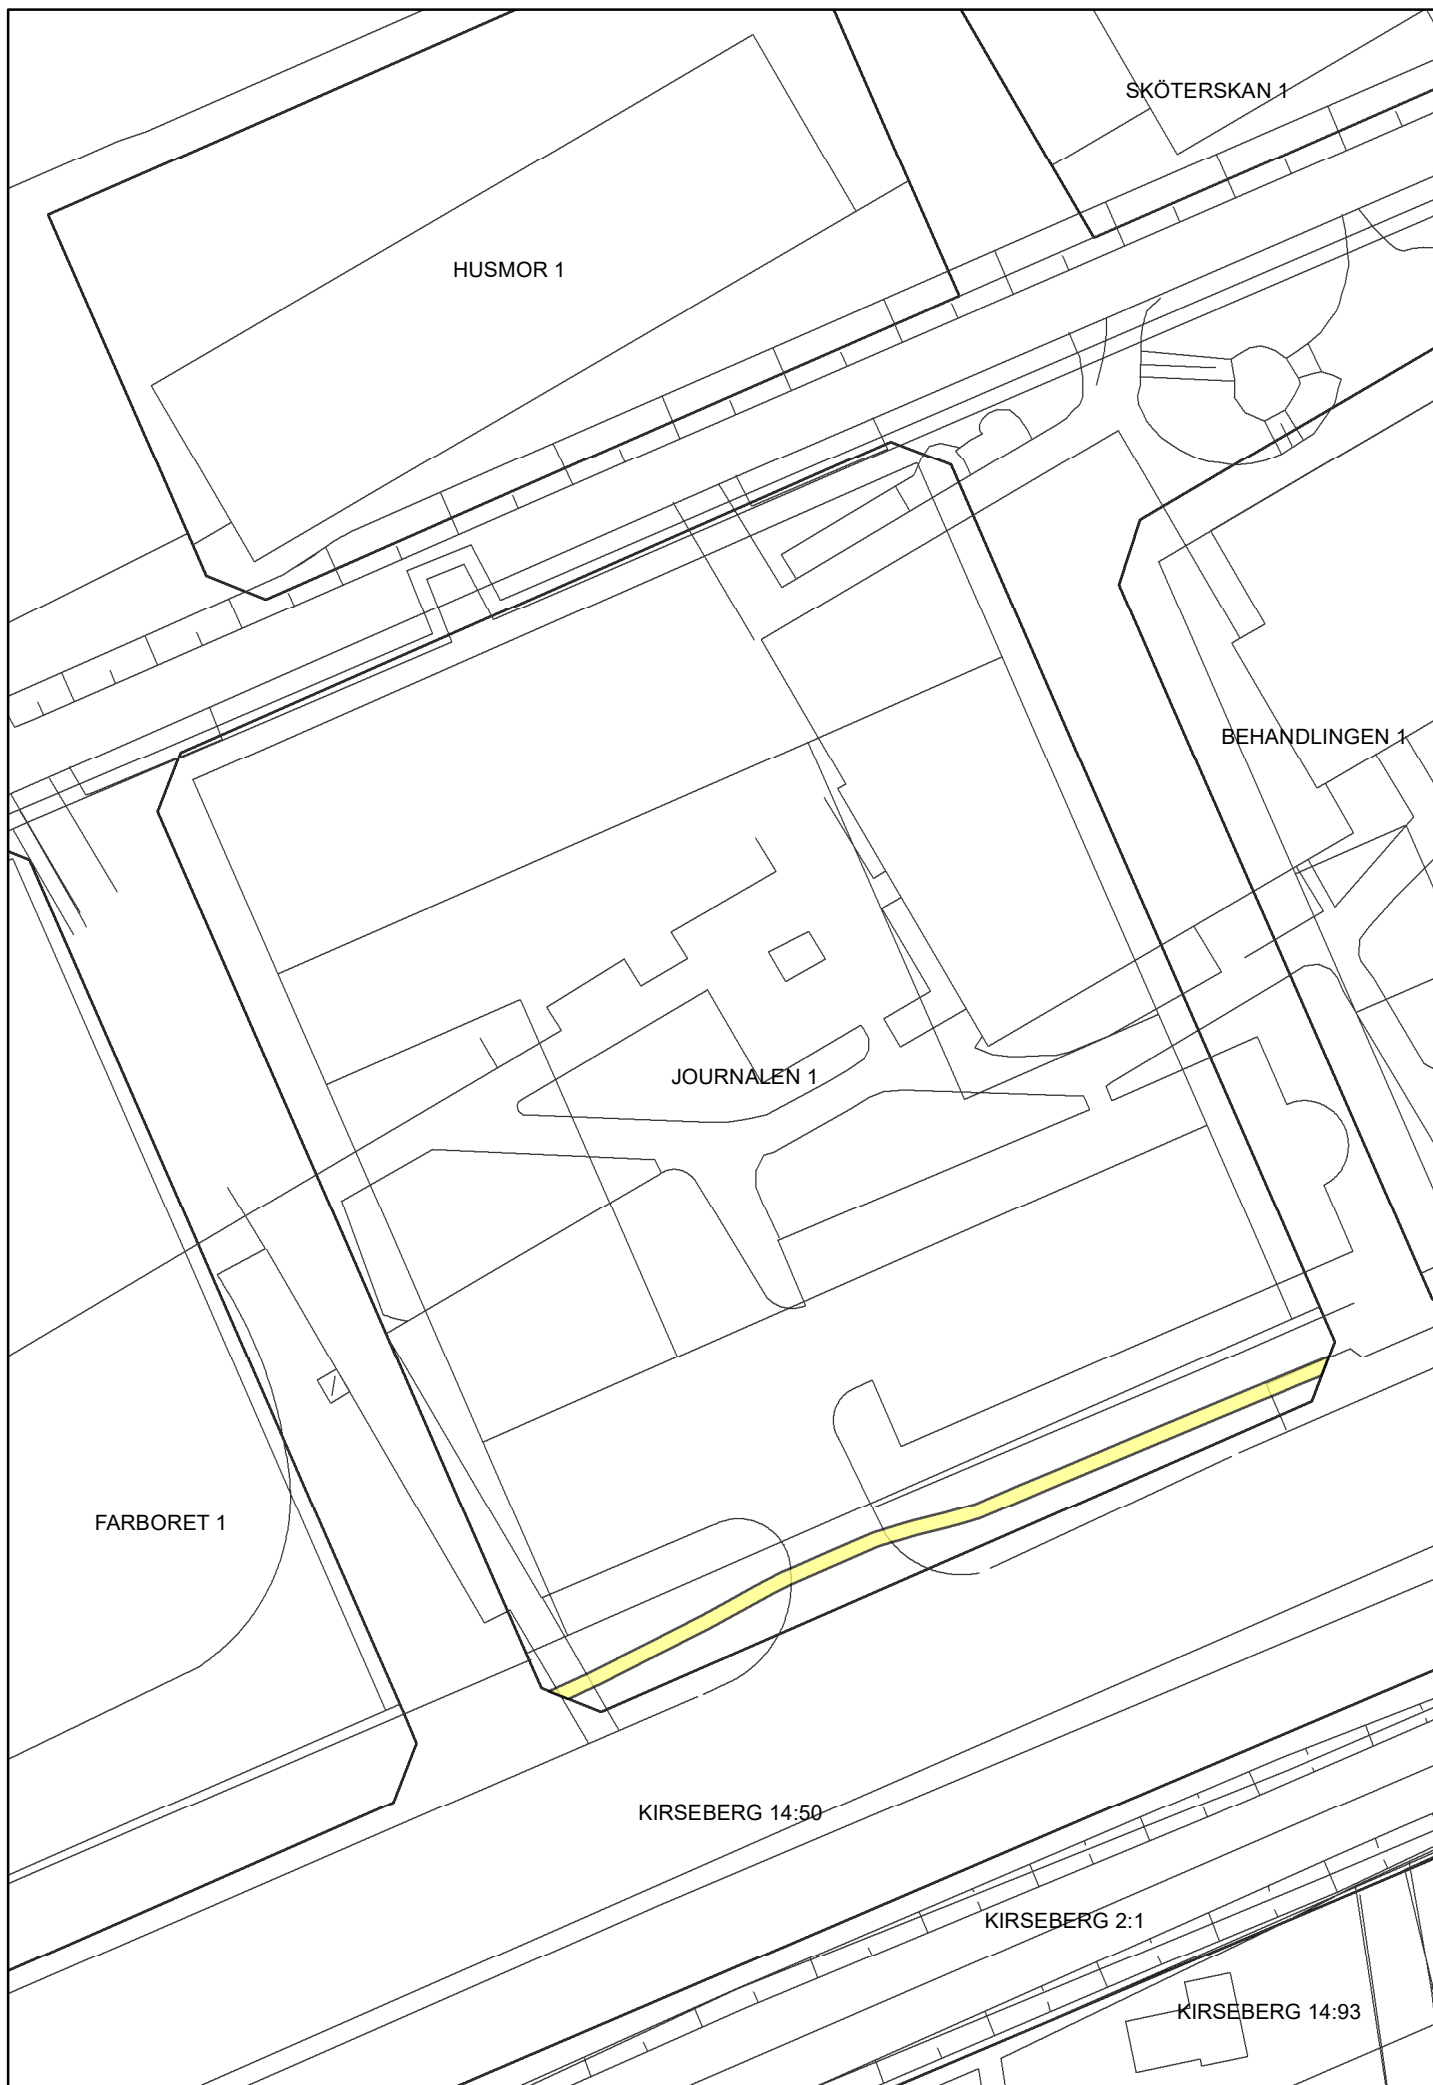 SKÖTERSKAN 1
HUSMOR 1
BEHANDLINGEN 1
JOURNALEN 1
FARBORET 1
KIRSEBERG 14:50
KIRSEBERG 2:1
KIRSEBERG 14:93